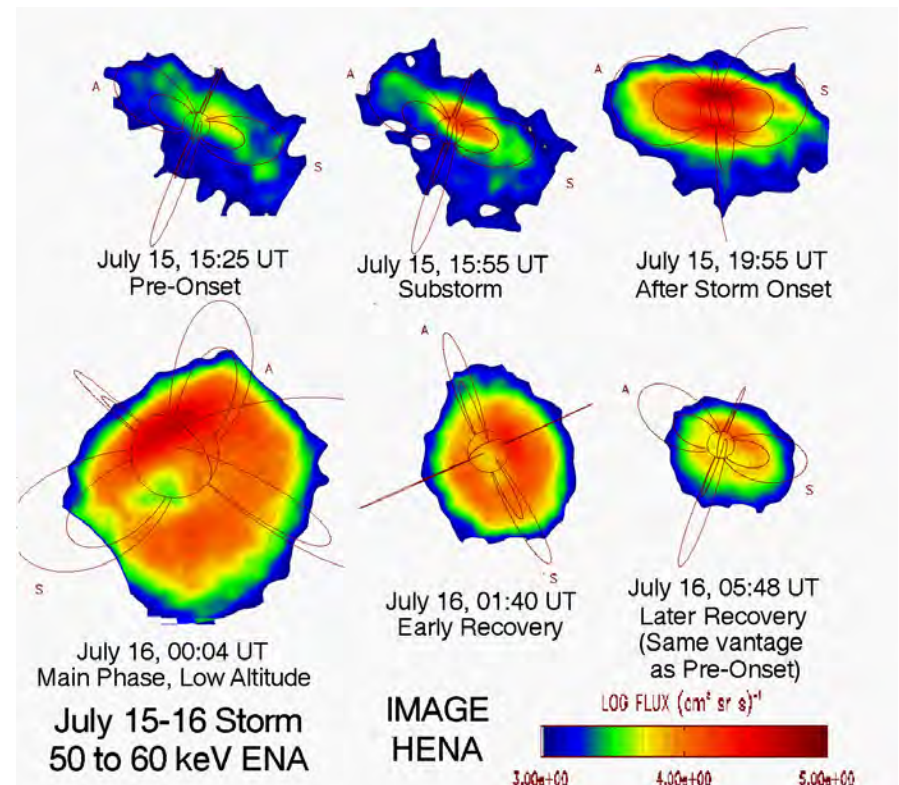 A
S
July 15, 15:25 UT
Pre-Onset
A
S
July 15, 15:55 UT
Substorm
A
S
July 15, 19:55 UT
After Storm Onset
A
S
July 16, 00:04 UT
Main Phase, Low Altitude
A
S
July 16, 01:40 UT
Early Recovery
A
S
July 16, 05:48 UT
Later Recovery
(Same vantage
as Pre-Onset)
July 15-16 Storm
50 to 60 keV ENA
IMAGE
HENA
LOG FLUX (cm² sr s)⁻¹
3.00e+00 4.00e+00 5.00e+00